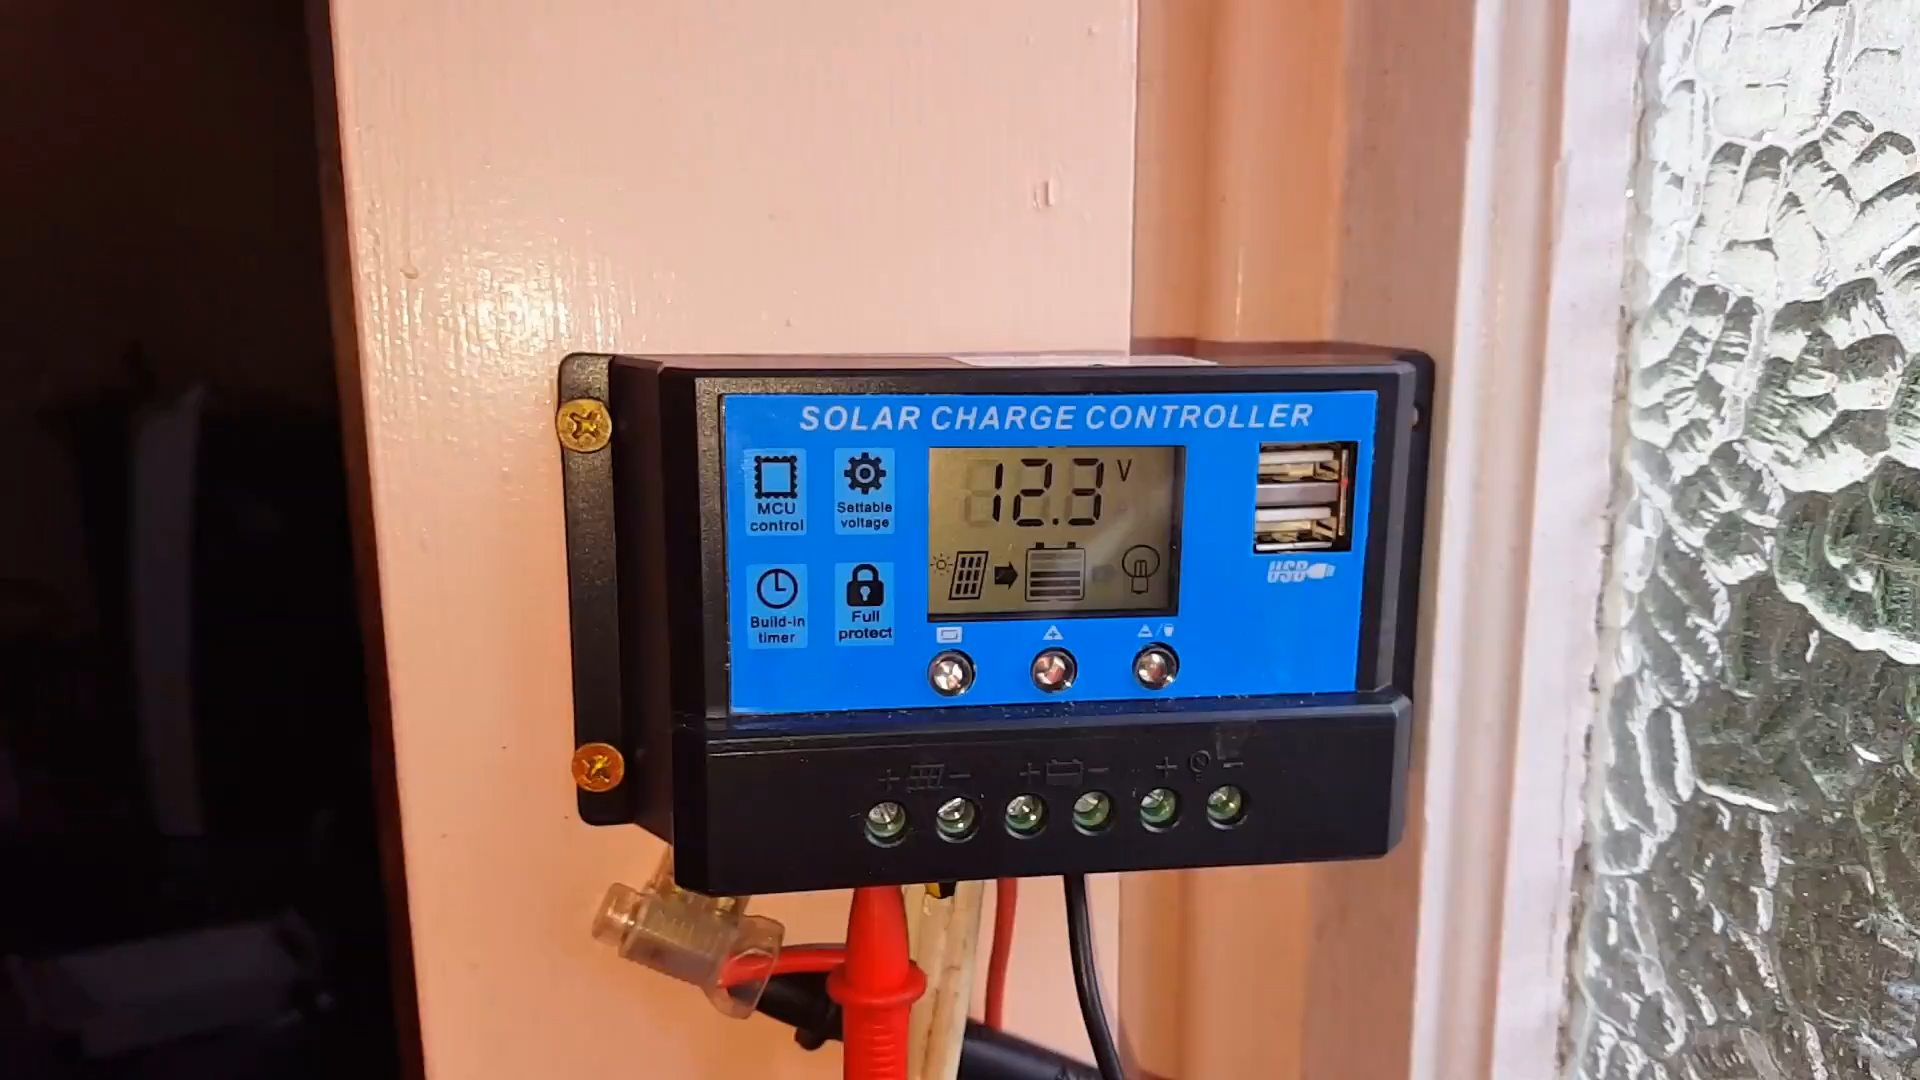 SOLAR CHARGE CONTROLLER
MCU
control
Settable
voltage
12.3 V
Build-in
timer
Full
protect
USB
+ −
+ −
+ −